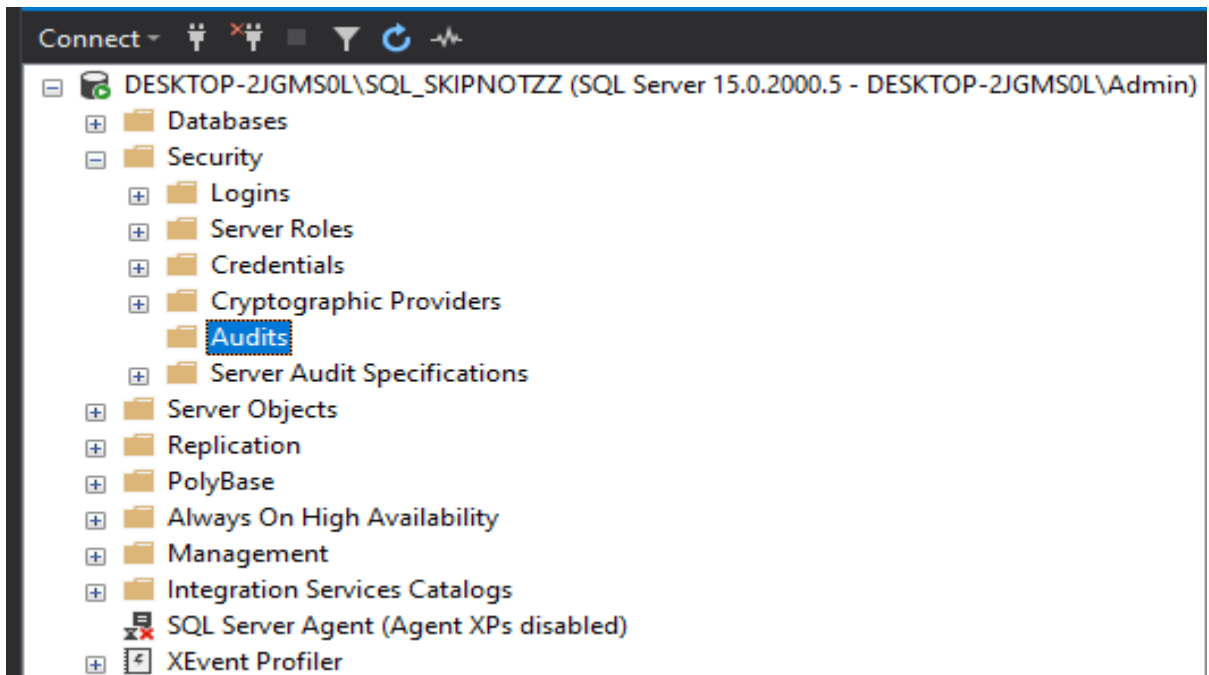 Connect
DESKTOP-2JGMS0L\SQL_SKIPNOTZZ (SQL Server 15.0.2000.5 - DESKTOP-2JGMS0L\Admin)
Databases
Security
Logins
Server Roles
Credentials
Cryptographic Providers
Audits
Server Audit Specifications
Server Objects
Replication
PolyBase
Always On High Availability
Management
Integration Services Catalogs
SQL Server Agent (Agent XPs disabled)
XEvent Profiler